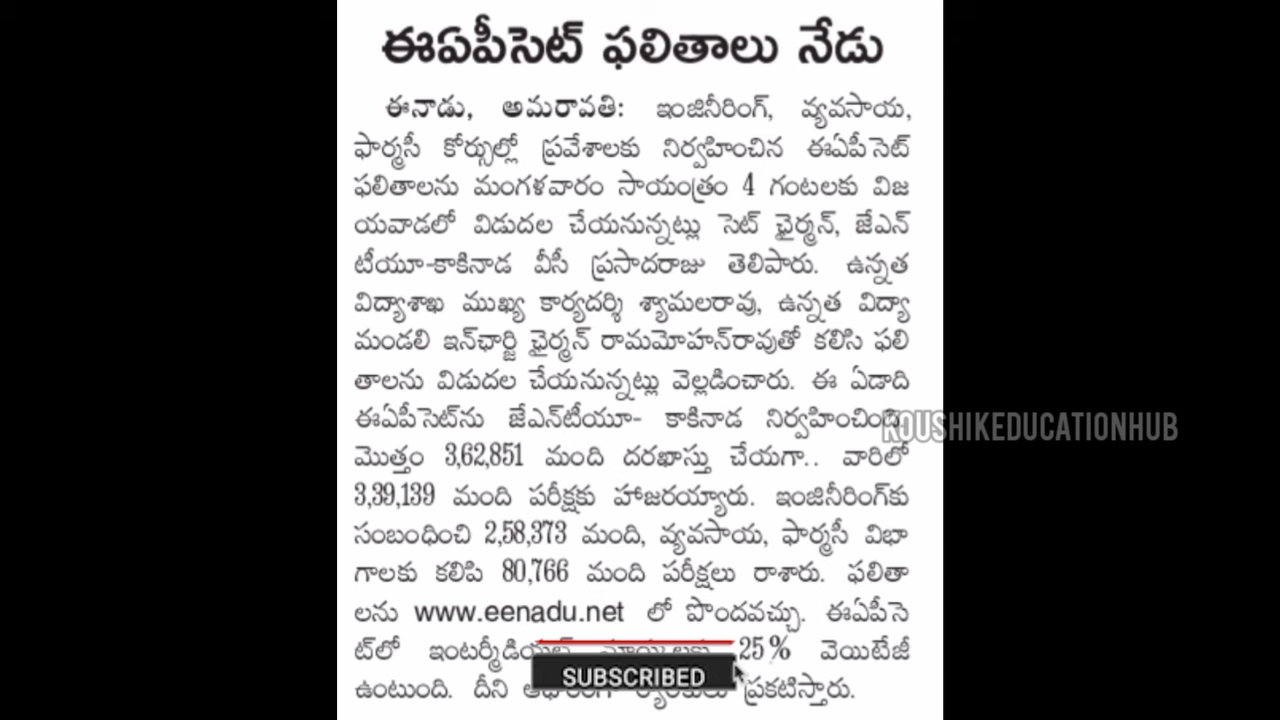 ఈఏపీసెట్ ఫలితాలు నేడు
ఈనాడు, అమరావతి: ఇంజినీరింగ్, వ్యవసాయ,
ఫార్మసీ కోర్సుల్లో ప్రవేశాలకు నిర్వహించిన ఈఏపీసెట్
ఫలితాలను మంగళవారం సాయంత్రం 4 గంటలకు విజ
యవాడలో విడుదల చేయనున్నట్లు సెట్ ఛైర్మన్, జేఎన్
టీయూ-కాకినాడ వీసీ ప్రసాదరాజు తెలిపారు. ఉన్నత
విద్యాశాఖ ముఖ్య కార్యదర్శి శ్యామలరావు, ఉన్నత విద్యా
మండలి ఇన్‌ఛార్జి ఛైర్మన్ రామమోహన్‌రావుతో కలిసి ఫలి
తాలను విడుదల చేయనున్నట్లు వెల్లడించారు. ఈ ఏడాది
ఈఏపీసెట్‌ను జేఎన్‌టీయూ- కాకినాడ నిర్వహించింది.
KOUSHIKEDUCATIONHUB
మొత్తం 3,62,851 మంది దరఖాస్తు చేయగా.. వారిలో
3,39,139 మంది పరీక్షకు హాజరయ్యారు. ఇంజినీరింగ్‌కు
సంబంధించి 2,58,373 మంది, వ్యవసాయ, ఫార్మసీ విభా
గాలకు కలిపి 80,766 మంది పరీక్షలు రాశారు. ఫలితా
లను www.eenadu.net లో పొందవచ్చు. ఈఏపీసె
ట్‌లో ఇంటర్మీడియట్ 25% వెయిటేజీ
SUBSCRIBED
ఉంటుంది. దీని ప్రకటిస్తారు.